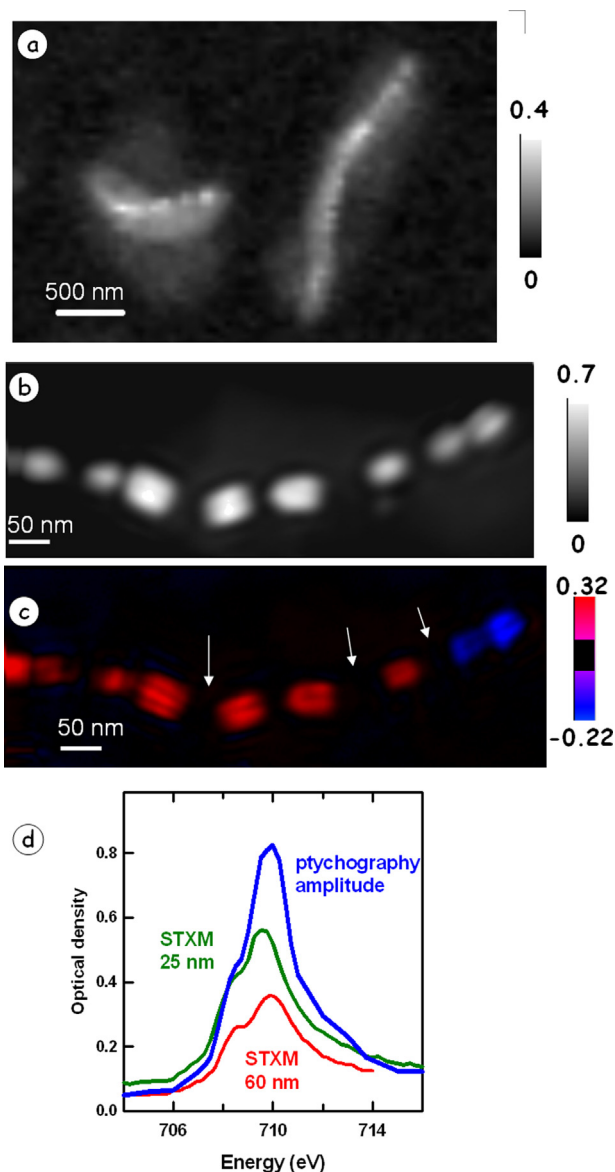 a
0.4
0
500 nm
b
0.7
0
50 nm
c
0.32
-0.22
50 nm
d
0.8
0.6
0.4
0.2
0.0
Optical density
ptychography
amplitude
STXM
25 nm
STXM
60 nm
706
710
714
Energy (eV)